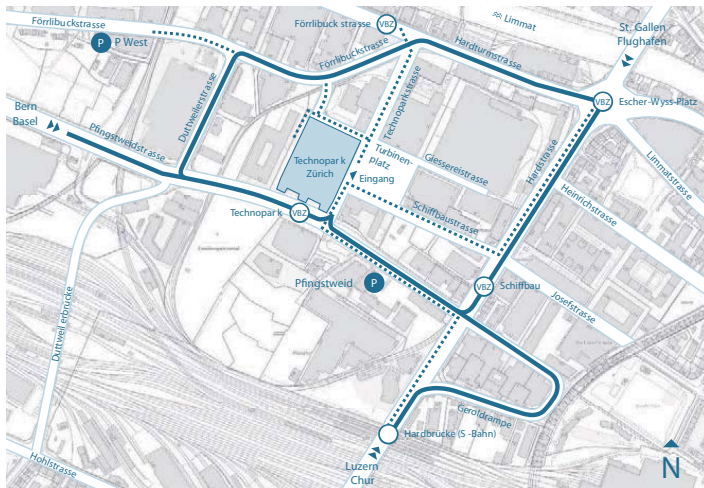 Förrlibuckstrasse
P
P West
Förrlibuck strasse
VBZ
Limmat
St. Gallen
Flughafen
Förrlibuckstrasse
Hardturmstrasse
VBZ
Escher-Wyss-Platz
Bern
Basel
Pfingstweidstrasse
Duttweilerstrasse
Technoparkstrasse
Technopark
Zürich
Turbinen-
platz
Giessereistrasse
Eingang
Hardstrasse
Limmatstrasse
Heinrichstrasse
Technopark
VBZ
Schiffbaustrasse
Pfingstweid
P
VBZ
Schiffbau
Josefstrasse
Duttweil erbrücke
Geroldrampe
Hardbrücke (S -Bahn)
Hohlstrasse
Luzern
Chur
N